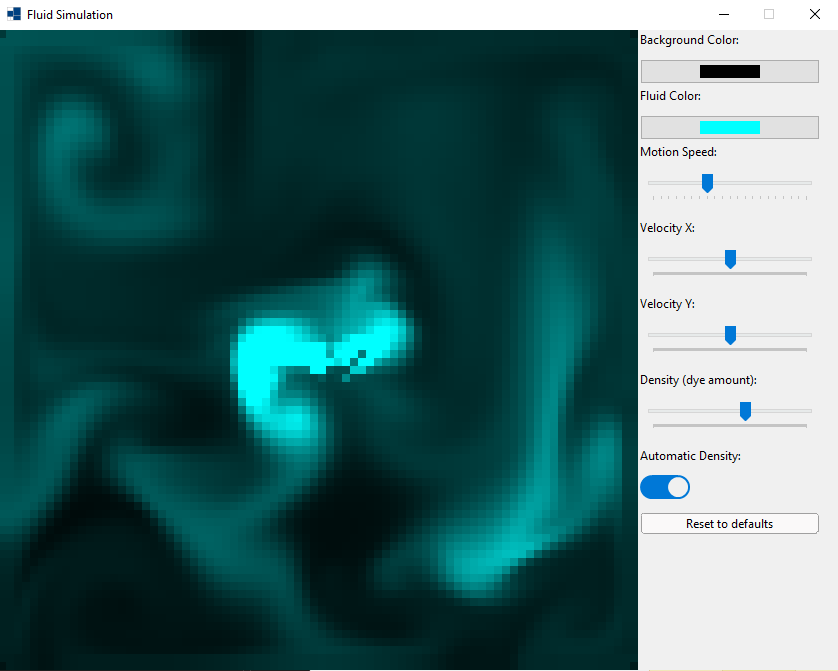 Fluid Simulation
Background Color:
Fluid Color:
Motion Speed:
Velocity X:
Velocity Y:
Density (dye amount):
Automatic Density:
Reset to defaults